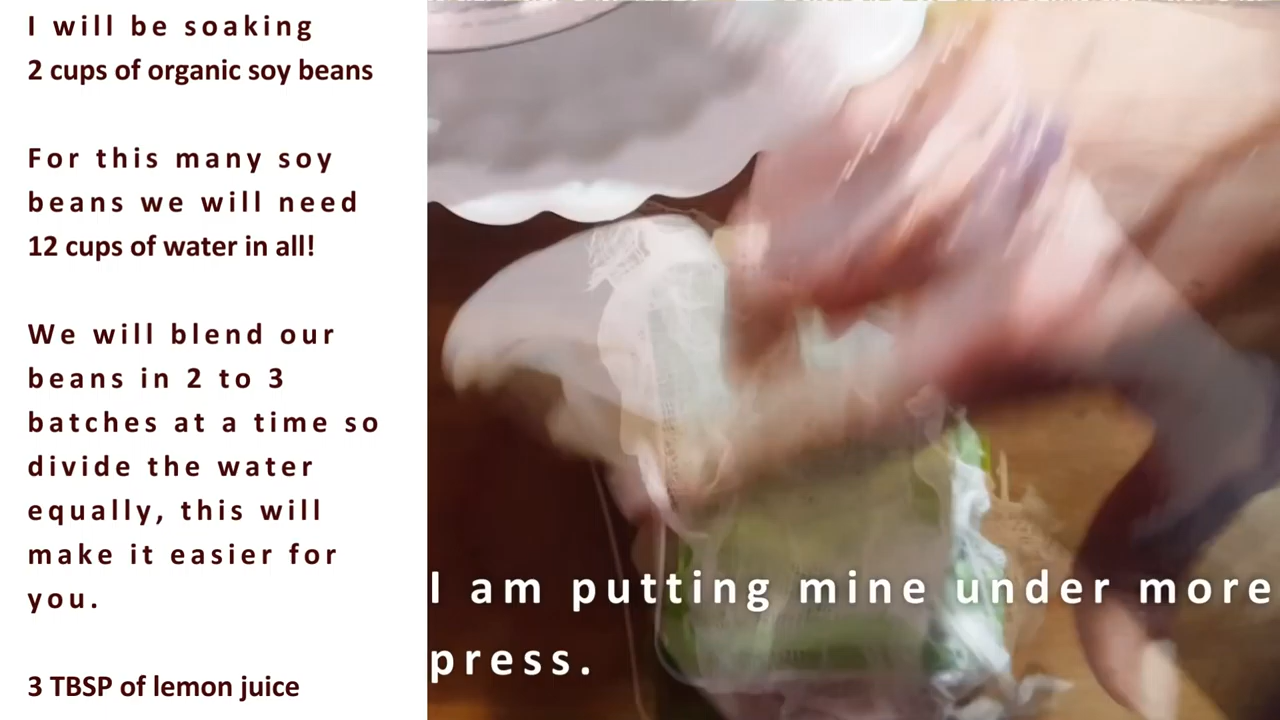 I will be soaking
2 cups of organic soy beans
For this many soy
beans we will need
12 cups of water in all!
We will blend our
beans in 2 to 3
batches at a time so
divide the water
equally, this will
make it easier for
you.
3 TBSP of lemon juice
I am putting mine under more
press.